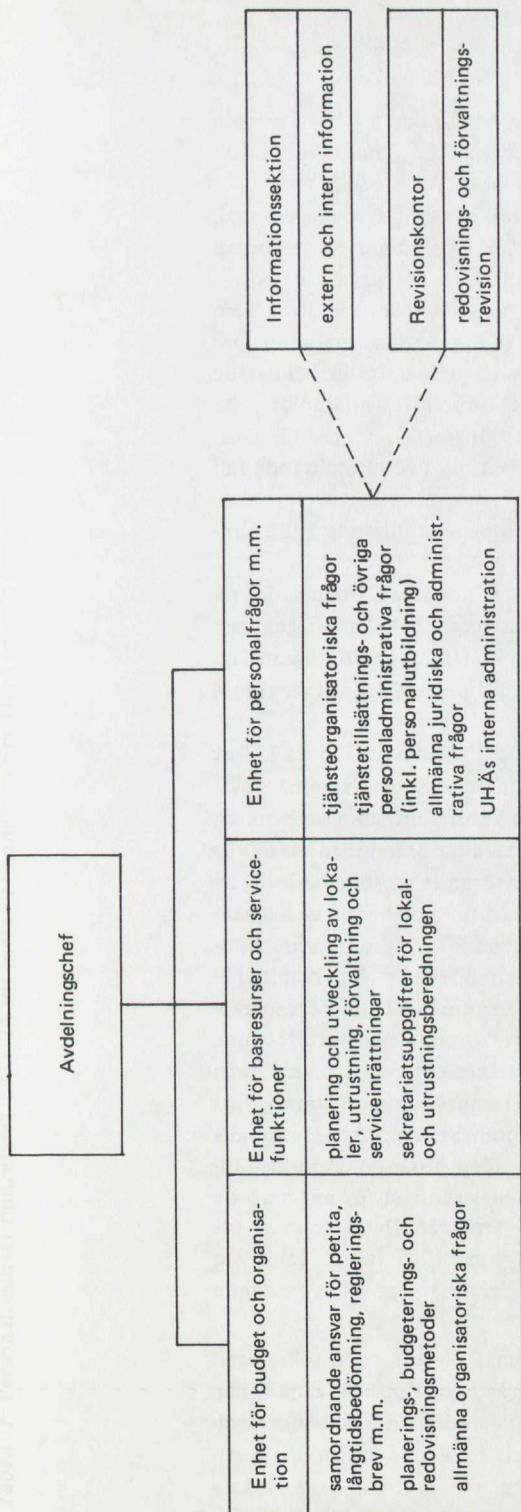 Avdelningschef
Enhet för budget och organisa-
tion
samordnande ansvar för petita,
långtidsbedömning, reglerings-
brev m.m.
planerings-, budgeterings- och
redovisningsmetoder
allmänna organisatoriska frågor
Enhet för basresurser och service-
funktioner
planering och utveckling av loka-
ler, utrustning, förvaltning och
serviceinrättningar
sekretariatsuppgifter för lokal-
och utrustningsberedningen
Enhet för personalfrågor m.m.
tjänsteorganisatoriska frågor
tjänstetillsättnings- och övriga
personaladministrativa frågor
(inkl. personalutbildning)
allmänna juridiska och administ-
rativa frågor
UHÄs interna administration
Informationssektion
extern och intern information
Revisionskontor
redovisnings- och förvaltnings-
revision